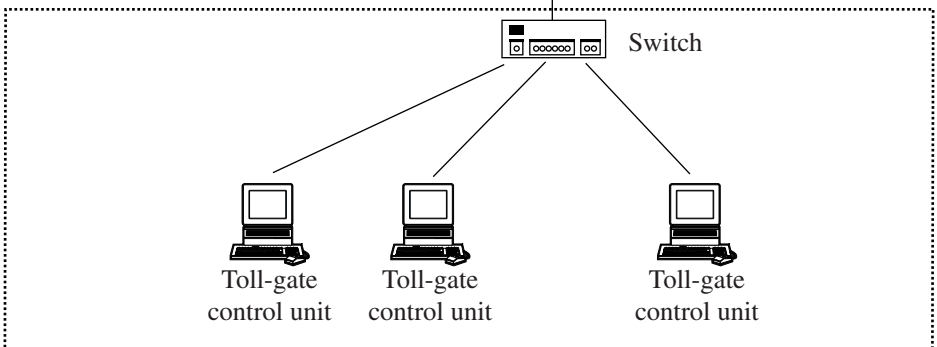 Switch
Toll-gate
control unit
Toll-gate
control unit
Toll-gate
control unit